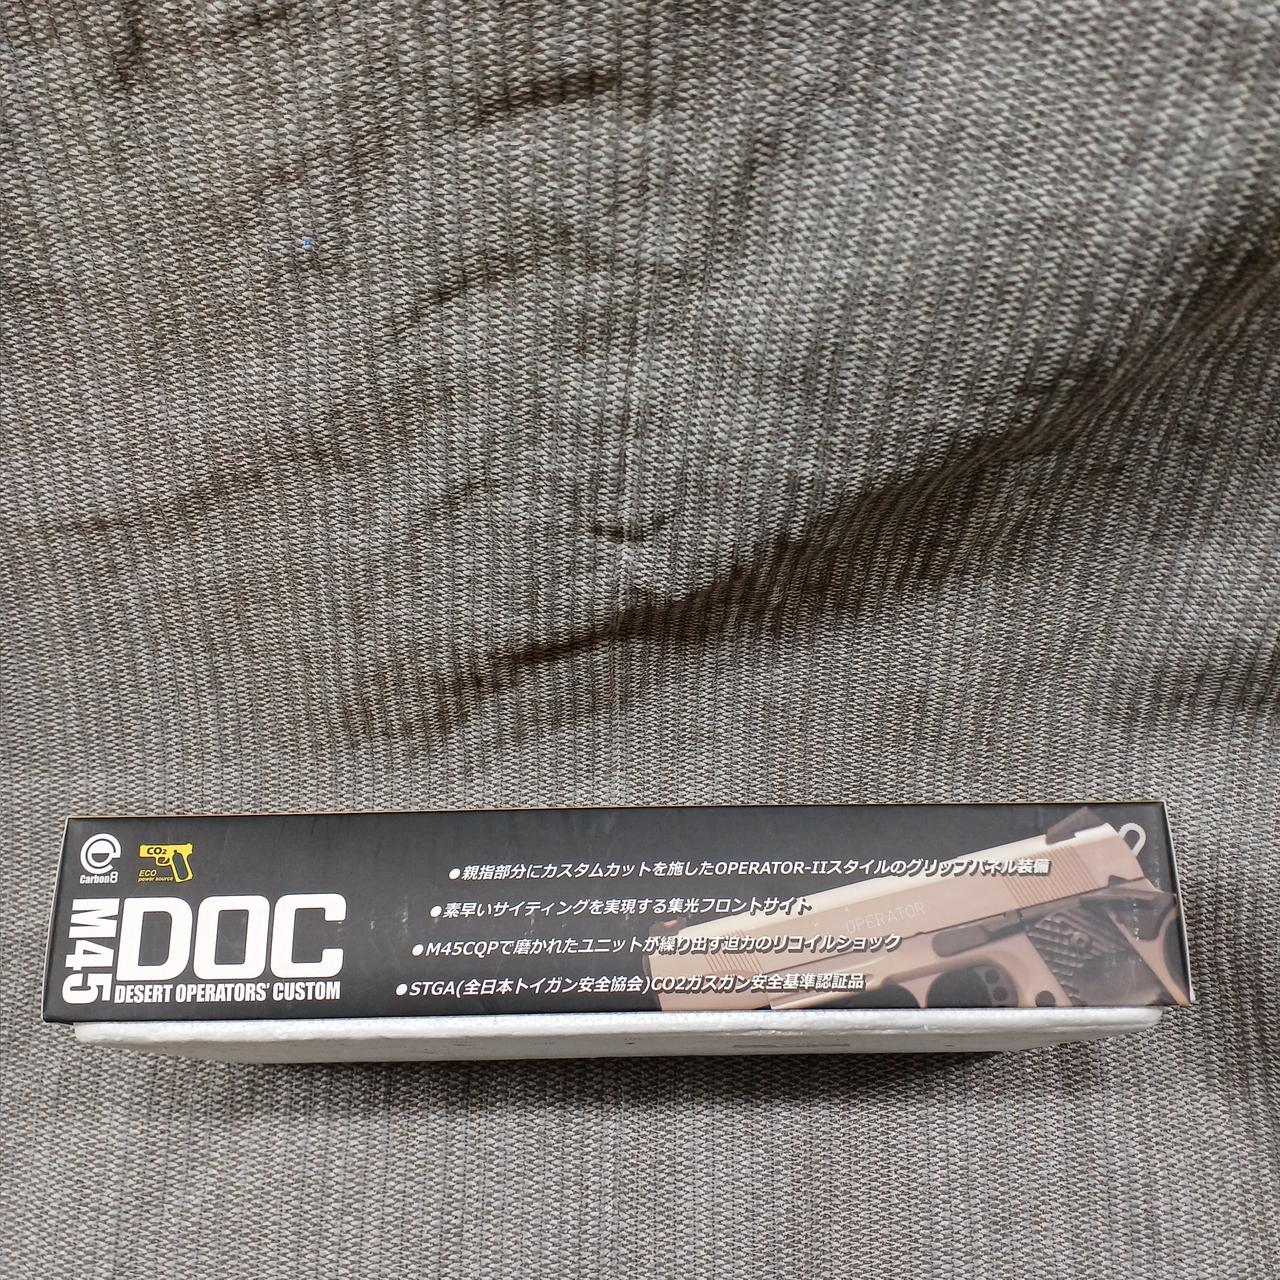 Carbon8
CO2
ECO
power source
M45
DOC
DESERT OPERATORS' CUSTOM
●親指部分にカスタムカットを施したOPERATOR-IIスタイルのグリップパネル装備
●素早いサイティングを実現する集光フロントサイト
●M45CQPで磨かれたユニットが繰り出す迫力のリコイルショック
●STGA(全日本トイガン安全協会)CO2ガスガン安全基準認証品
OPERATOR